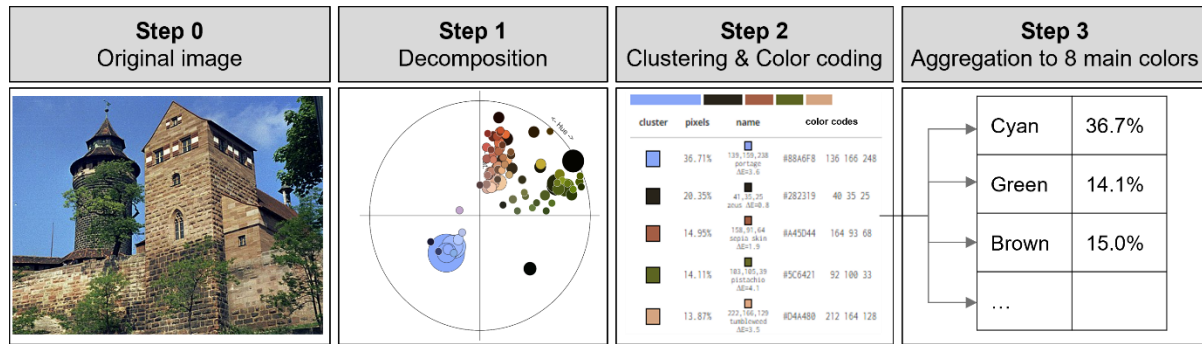 Step 0
Original image
Step 1
Decomposition
<- Hue ->
Step 2
Clustering & Color coding
cluster pixels name color codes
36.71% 139,159,238 #88A6F8 136 166 248
portage
ΔE=3.6
20.35% 41,35,25 #282319 40 35 25
zeus ΔE=0.8
14.95% 158,91,64 #A45D44 164 93 68
sepia skin
ΔE=1.9
14.11% 103,105,39 #5C6421 92 100 33
pistachio
ΔE=4.1
13.87% 222,166,129 #D4A480 212 164 128
tumbleweed
ΔE=3.5
Step 3
Aggregation to 8 main colors
Cyan 36.7%
Green 14.1%
Brown 15.0%
...